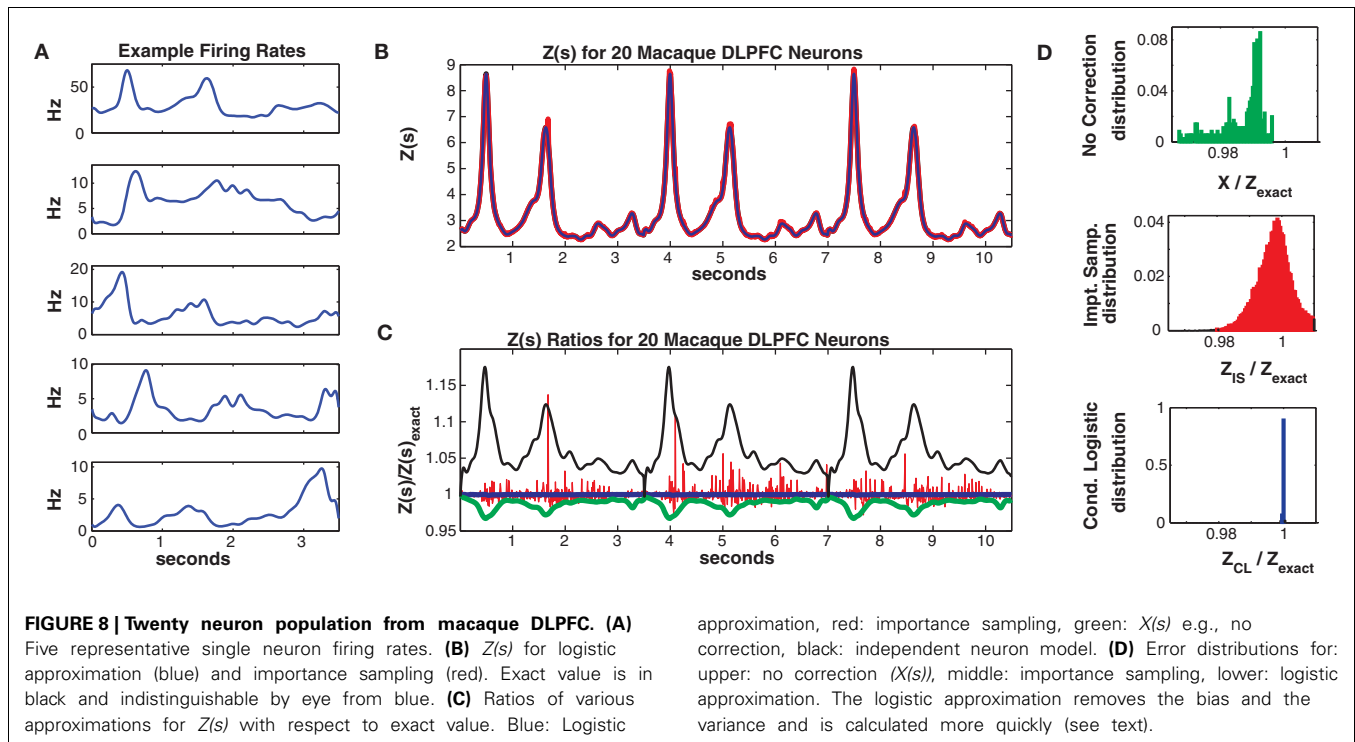 A
Example Firing Rates
50
0
Hz
10
5
0
Hz
20
10
0
Hz
10
5
0
Hz
10
5
0
Hz
0 1 2 3
seconds
B
Z(s) for 20 Macaque DLPFC Neurons
9
8
7
6
5
4
3
2
Z(s)
1 2 3 4 5 6 7 8 9 10
seconds
C
Z(s) Ratios for 20 Macaque DLPFC Neurons
1.15
1.1
1.05
1
0.95
Z(s)/Z(s)exact
1 2 3 4 5 6 7 8 9 10
seconds
D
No Correction
distribution
0.08
0.04
0
0.98 1
X / Zexact
Impt. Samp.
distribution
0.04
0.02
0
0.98 1
ZIS / Zexact
Cond. Logistic
distribution
1
0.5
0
0.98 1
ZCL / Zexact
FIGURE 8 | Twenty neuron population from macaque DLPFC. (A)
Five representative single neuron firing rates. (B) Z(s) for logistic
approximation (blue) and importance sampling (red). Exact value is in
black and indistinguishable by eye from blue. (C) Ratios of various
approximations for Z(s) with respect to exact value. Blue: Logistic
approximation, red: importance sampling, green: X(s) e.g., no
correction, black: independent neuron model. (D) Error distributions for:
upper: no correction (X(s)), middle: importance sampling, lower: logistic
approximation. The logistic approximation removes the bias and the
variance and is calculated more quickly (see text).